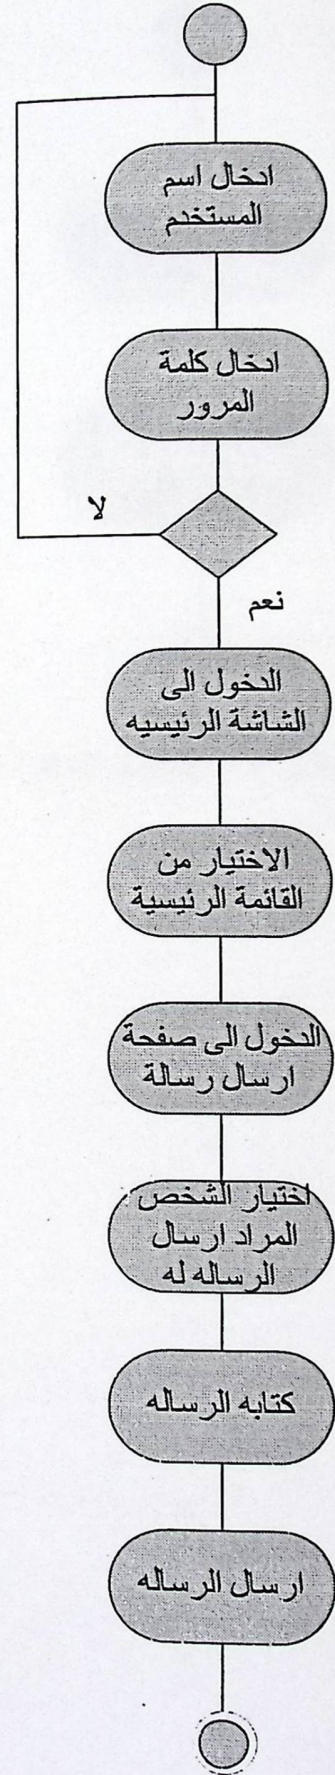 ادخال اسم
المستخدم
ادخال كلمة
المرور
لا
نعم
الدخول الى
الشاشة الرئيسيه
الاختيار من
القائمة الرئيسية
الدخول الى صفحة
ارسال رسالة
اختيار الشخص
المراد ارسال
الرساله له
كتابه الرساله
ارسال الرساله